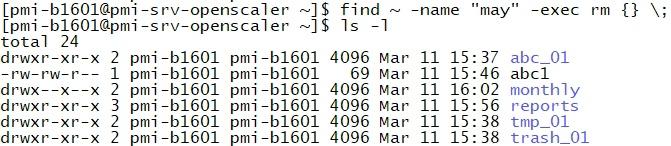 [pmi-b1601@pmi-srv-openscaler ~]$ find ~ -name "may" -exec rm {} \;
[pmi-b1601@pmi-srv-openscaler ~]$ ls -l
total 24
drwxr-xr-x 2 pmi-b1601 pmi-b1601 4096 Mar 11 15:37 abc_01
-rw-rw-r-- 1 pmi-b1601 pmi-b1601   69 Mar 11 15:46 abc1
drwx--x--x 2 pmi-b1601 pmi-b1601 4096 Mar 11 16:02 monthly
drwxr-xr-x 3 pmi-b1601 pmi-b1601 4096 Mar 11 15:56 reports
drwxr-xr-x 2 pmi-b1601 pmi-b1601 4096 Mar 11 15:38 tmp_01
drwxr-xr-x 2 pmi-b1601 pmi-b1601 4096 Mar 11 15:38 trash_01